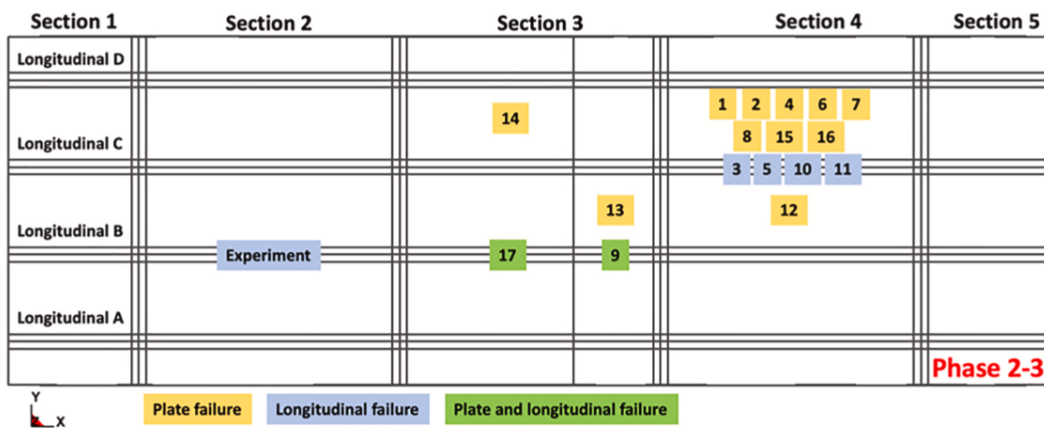 Section 1 Section 2 Section 3 Section 4 Section 5
Longitudinal D
1 2 4 6 7
14
8 15 16
Longitudinal C
3 5 10 11
13 12
Longitudinal B
Experiment 17 9
Longitudinal A
Phase 2-3
Y
X
Plate failure Longitudinal failure Plate and longitudinal failure